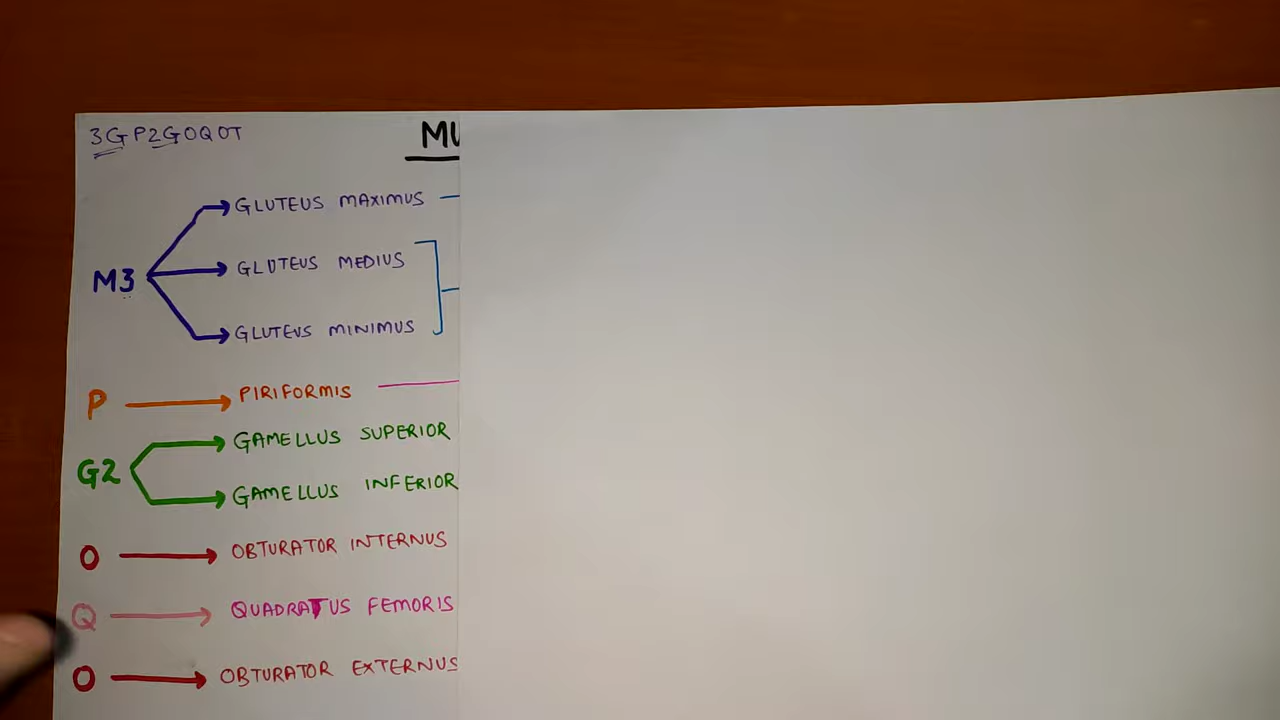 3GP2GOQOT
MU
GLUTEUS MAXIMUS
M3
GLUTEUS MEDIUS
GLUTEUS MINIMUS
P
PIRIFORMIS
G2
GAMELLUS SUPERIOR
GAMELLUS INFERIOR
O
OBTURATOR INTERNUS
Q
QUADRATUS FEMORIS
O
OBTURATOR EXTERNUS